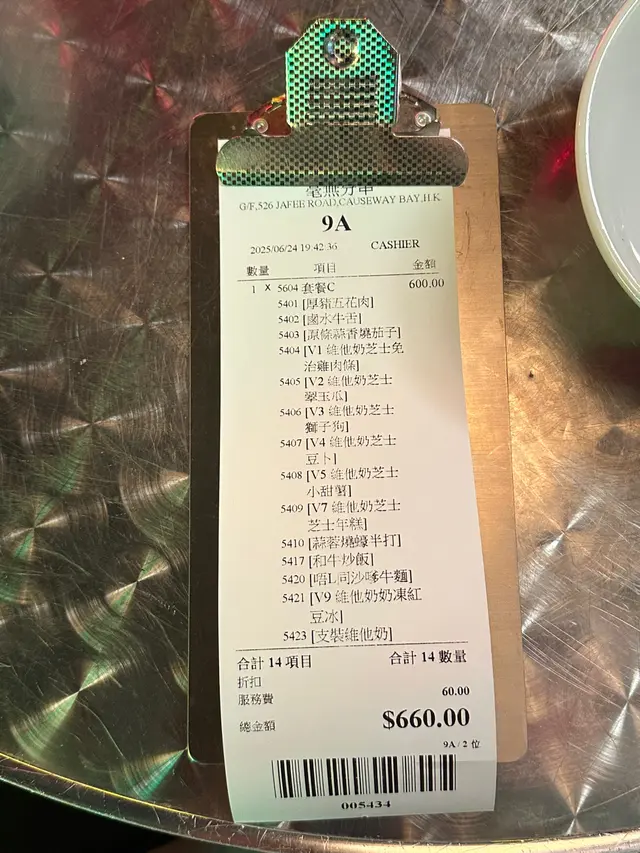 G/F,526 JAFEE ROAD,CAUSEWAY BAY,H.K
9A
2025/06/24 19:42:36 CASHIER
數量 項目 金額
1 x 5604 套餐C 600.00
5401 [厚豬五花肉]
5402 [鹵水牛舌]
5403 [原條蒜香燒茄子]
5404 [V1 維他奶芝士免
治雞肉條]
5405 [V2 維他奶芝士
翠玉瓜]
5406 [V3 維他奶芝士
獅子狗]
5407 [V4 維他奶芝士
豆卜]
5408 [V5 維他奶芝士
小甜薯]
5409 [V7 維他奶芝士
芝士年糕]
5410 [蒜蓉燒蠔半打]
5417 [和牛炒飯]
5420 [唔L同沙嗲牛麵]
5421 [V9 維他奶奶凍紅
豆冰]
5423 [支裝維他奶]
合計 14 項目 合計 14 數量
折扣
服務費 60.00
總金額 $660.00
9A / 2 位
005434